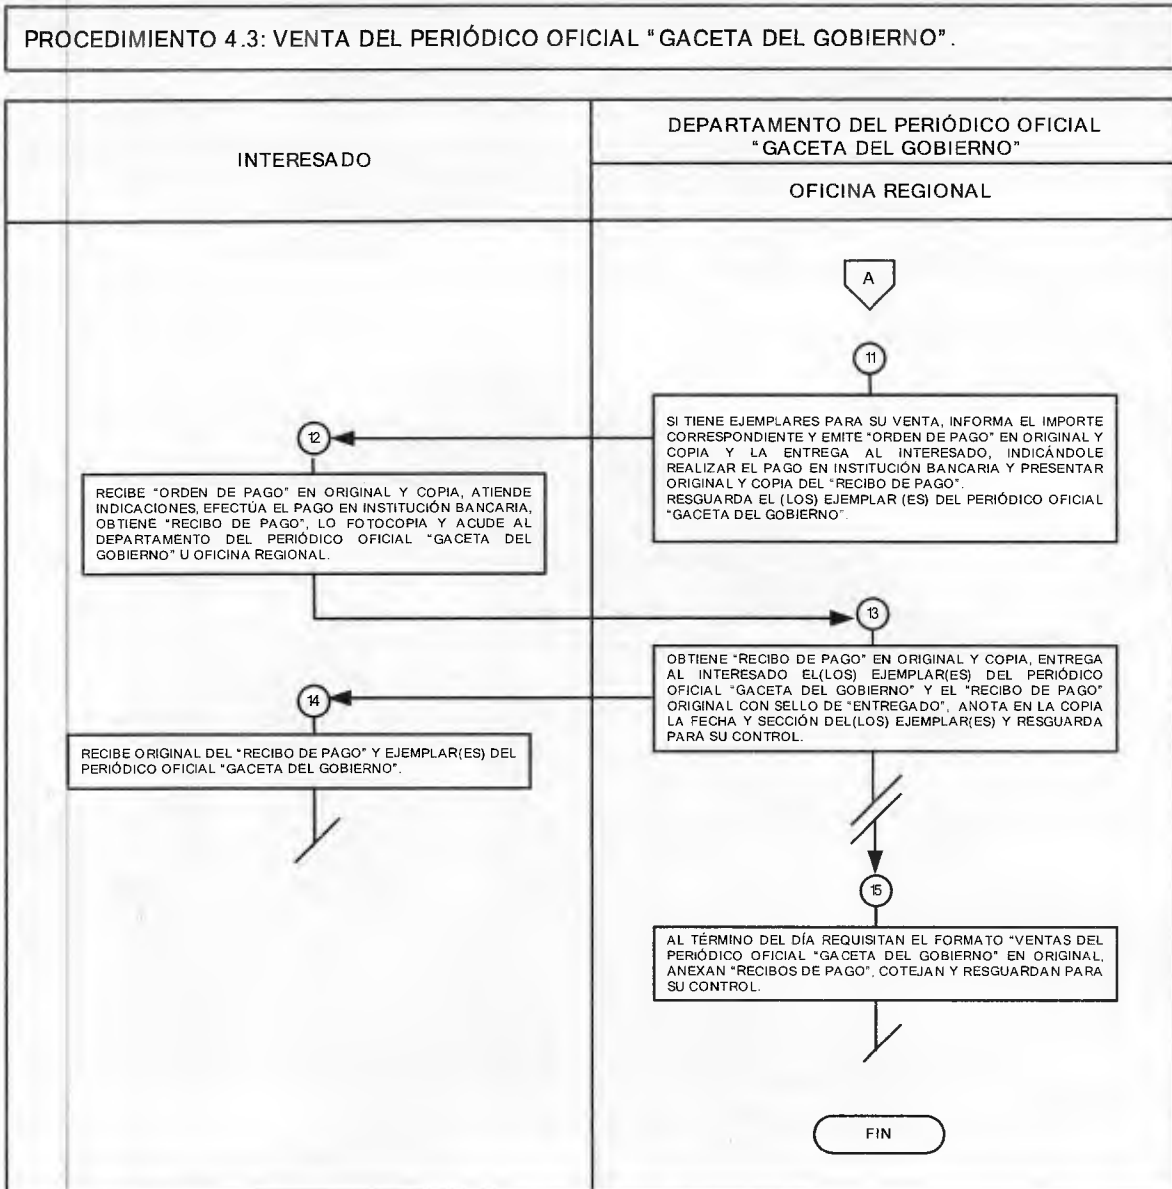 PROCEDIMIENTO 4.3: VENTA DEL PERIÓDICO OFICIAL "GACETA DEL GOBIERNO".
INTERESADO
DEPARTAMENTO DEL PERIÓDICO OFICIAL
"GACETA DEL GOBIERNO"
OFICINA REGIONAL
A
11
SI TIENE EJEMPLARES PARA SU VENTA, INFORMA EL IMPORTE
CORRESPONDIENTE Y EMITE "ORDEN DE PAGO" EN ORIGINAL Y
COPIA Y LA ENTREGA AL INTERESADO, INDICÁNDOLE
REALIZAR EL PAGO EN INSTITUCIÓN BANCARIA Y PRESENTAR
ORIGINAL Y COPIA DEL "RECIBO DE PAGO".
RESGUARDA EL (LOS) EJEMPLAR (ES) DEL PERIÓDICO OFICIAL
"GACETA DEL GOBIERNO".
12
RECIBE "ORDEN DE PAGO" EN ORIGINAL Y COPIA, ATIENDE
INDICACIONES, EFECTÚA EL PAGO EN INSTITUCIÓN BANCARIA,
OBTIENE "RECIBO DE PAGO", LO FOTOCOPIA Y ACUDE AL
DEPARTAMENTO DEL PERIÓDICO OFICIAL "GACETA DEL
GOBIERNO" U OFICINA REGIONAL.
13
OBTIENE "RECIBO DE PAGO" EN ORIGINAL Y COPIA, ENTREGA
AL INTERESADO EL(LOS) EJEMPLAR(ES) DEL PERIÓDICO
OFICIAL "GACETA DEL GOBIERNO" Y EL "RECIBO DE PAGO"
ORIGINAL CON SELLO DE "ENTREGADO", ANOTA EN LA COPIA
LA FECHA Y SECCIÓN DEL(LOS) EJEMPLAR(ES) Y RESGUARDA
PARA SU CONTROL.
14
RECIBE ORIGINAL DEL "RECIBO DE PAGO" Y EJEMPLAR(ES) DEL
PERIÓDICO OFICIAL "GACETA DEL GOBIERNO".
15
AL TÉRMINO DEL DÍA REQUISITAN EL FORMATO "VENTAS DEL
PERIÓDICO OFICIAL "GACETA DEL GOBIERNO" EN ORIGINAL,
ANEXAN "RECIBOS DE PAGO", COTEJAN Y RESGUARDAN PARA
SU CONTROL.
FIN